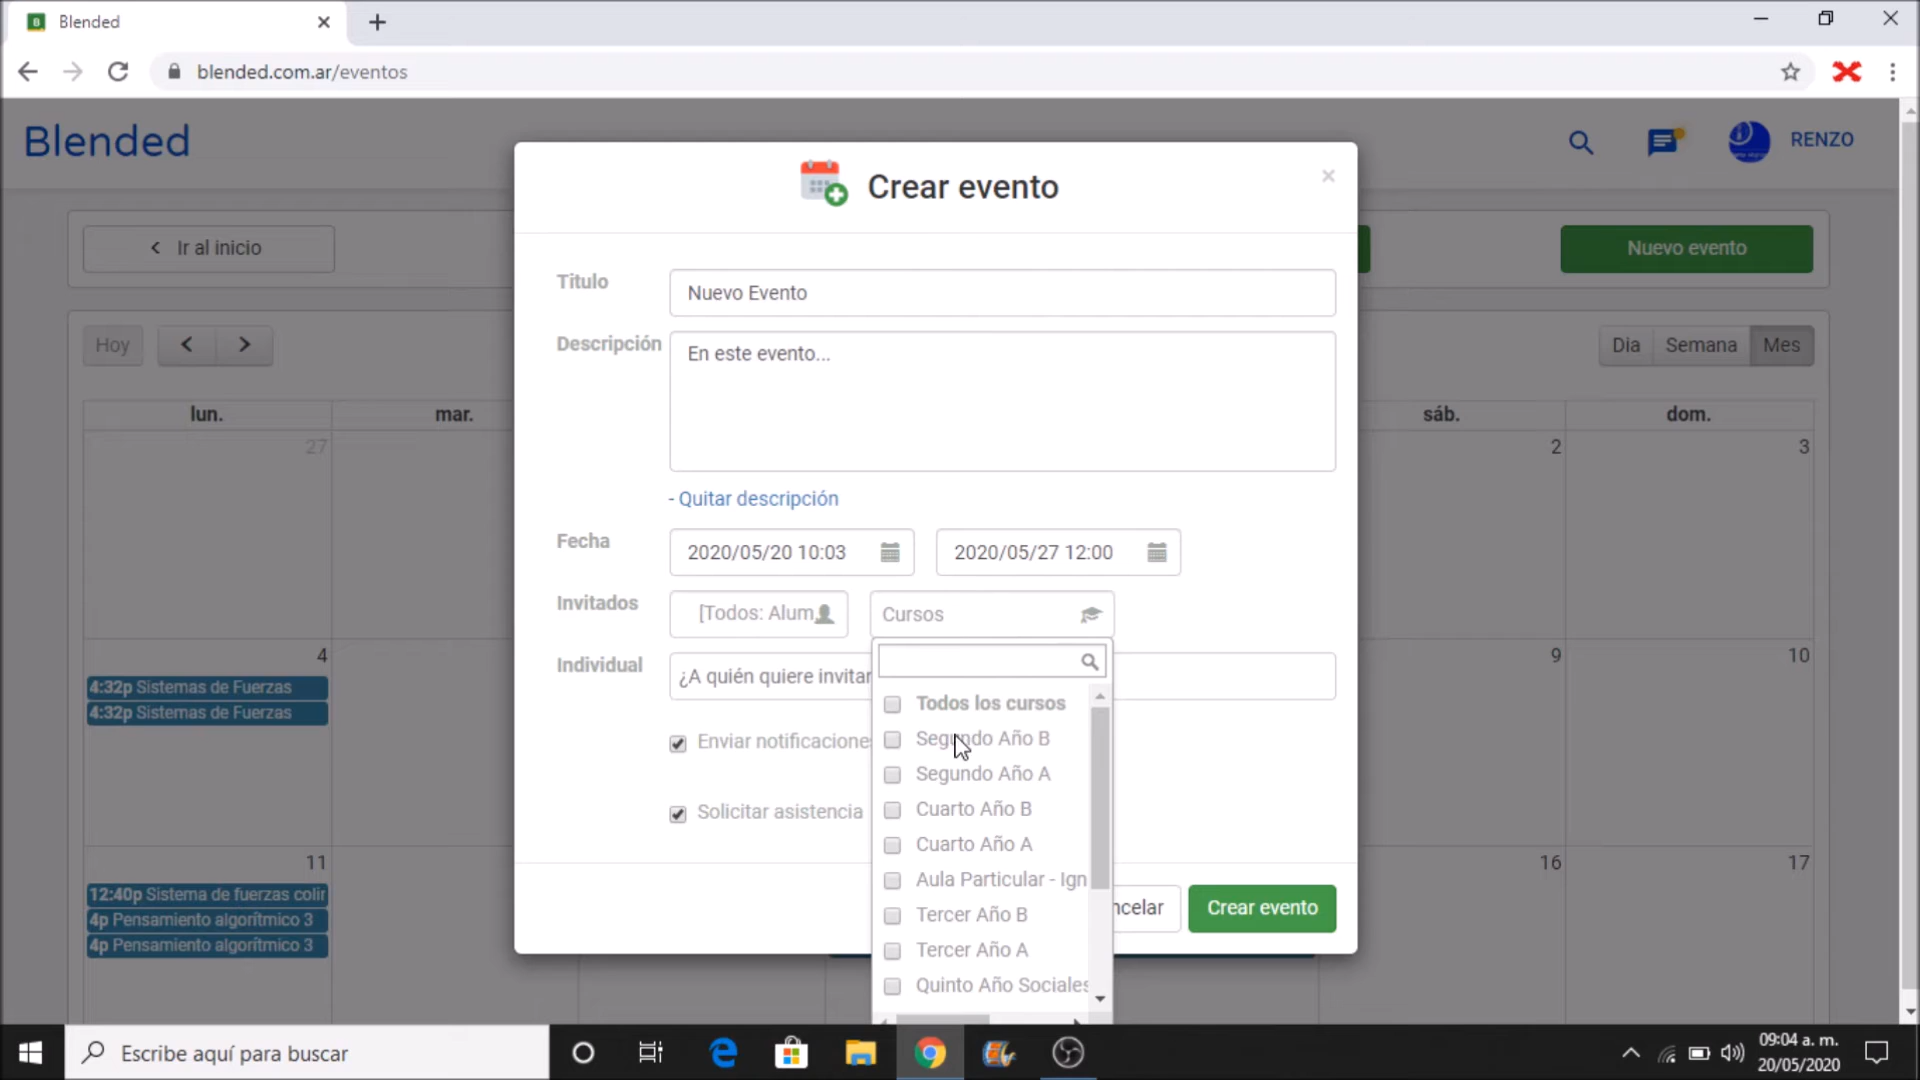 Blended
blended.com.ar/eventos
Blended
RENZO
Crear evento
×
Ir al inicio
Nuevo evento
Título
Nuevo Evento
Descripción
En este evento...
Hoy
Dia
Semana
Mes
lun.
mar.
sáb.
dom.
27
2
3
- Quitar descripción
Fecha
2020/05/20 10:03
2020/05/27 12:00
Invitados
[Todos: Alum
Cursos
4
9
10
Individual
¿A quién quiere invitar
4:32p Sistemas de Fuerzas
4:32p Sistemas de Fuerzas
Todos los cursos
Enviar notificaciones
Segundo Año B
Segundo Año A
Solicitar asistencia
Cuarto Año B
Cuarto Año A
11
16
17
Aula Particular - Ign
12:40p Sistema de fuerzas colir
4p Pensamiento algorítmico 3
4p Pensamiento algorítmico 3
ncelar
Crear evento
Tercer Año B
Tercer Año A
Quinto Año Sociales
Escribe aquí para buscar
09:04 a. m.
20/05/2020